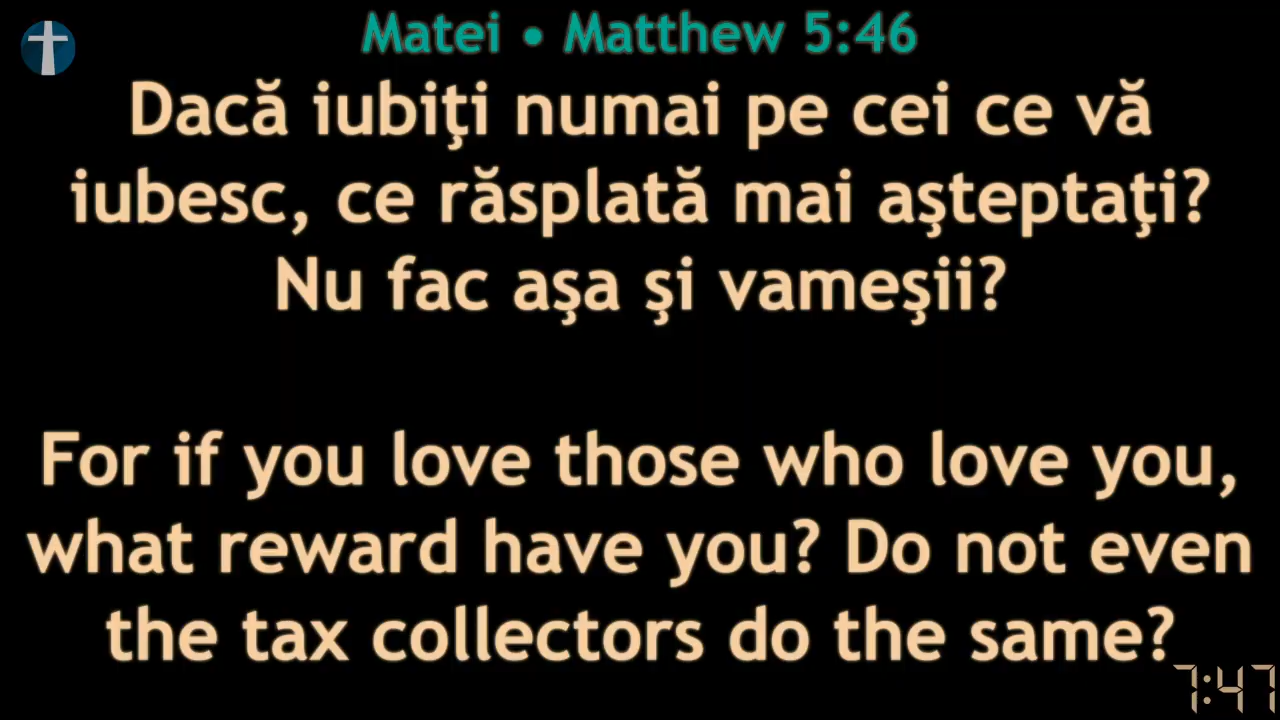 Matei • Matthew 5:46
Dacă iubiţi numai pe cei ce vă
iubesc, ce răsplată mai aşteptaţi?
Nu fac aşa şi vameşii?
For if you love those who love you,
what reward have you? Do not even
the tax collectors do the same?
7:47